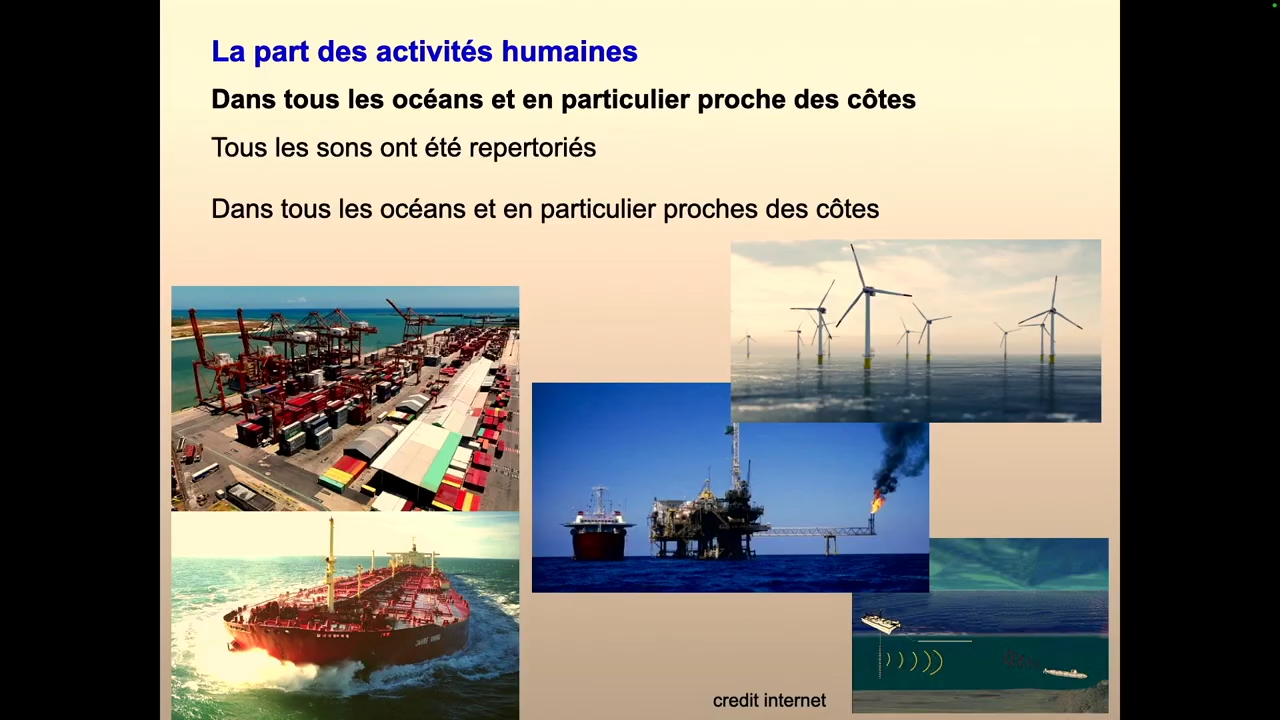 La part des activités humaines
Dans tous les océans et en particulier proche des côtes
Tous les sons ont été repertoriés
Dans tous les océans et en particulier proches des côtes
credit internet